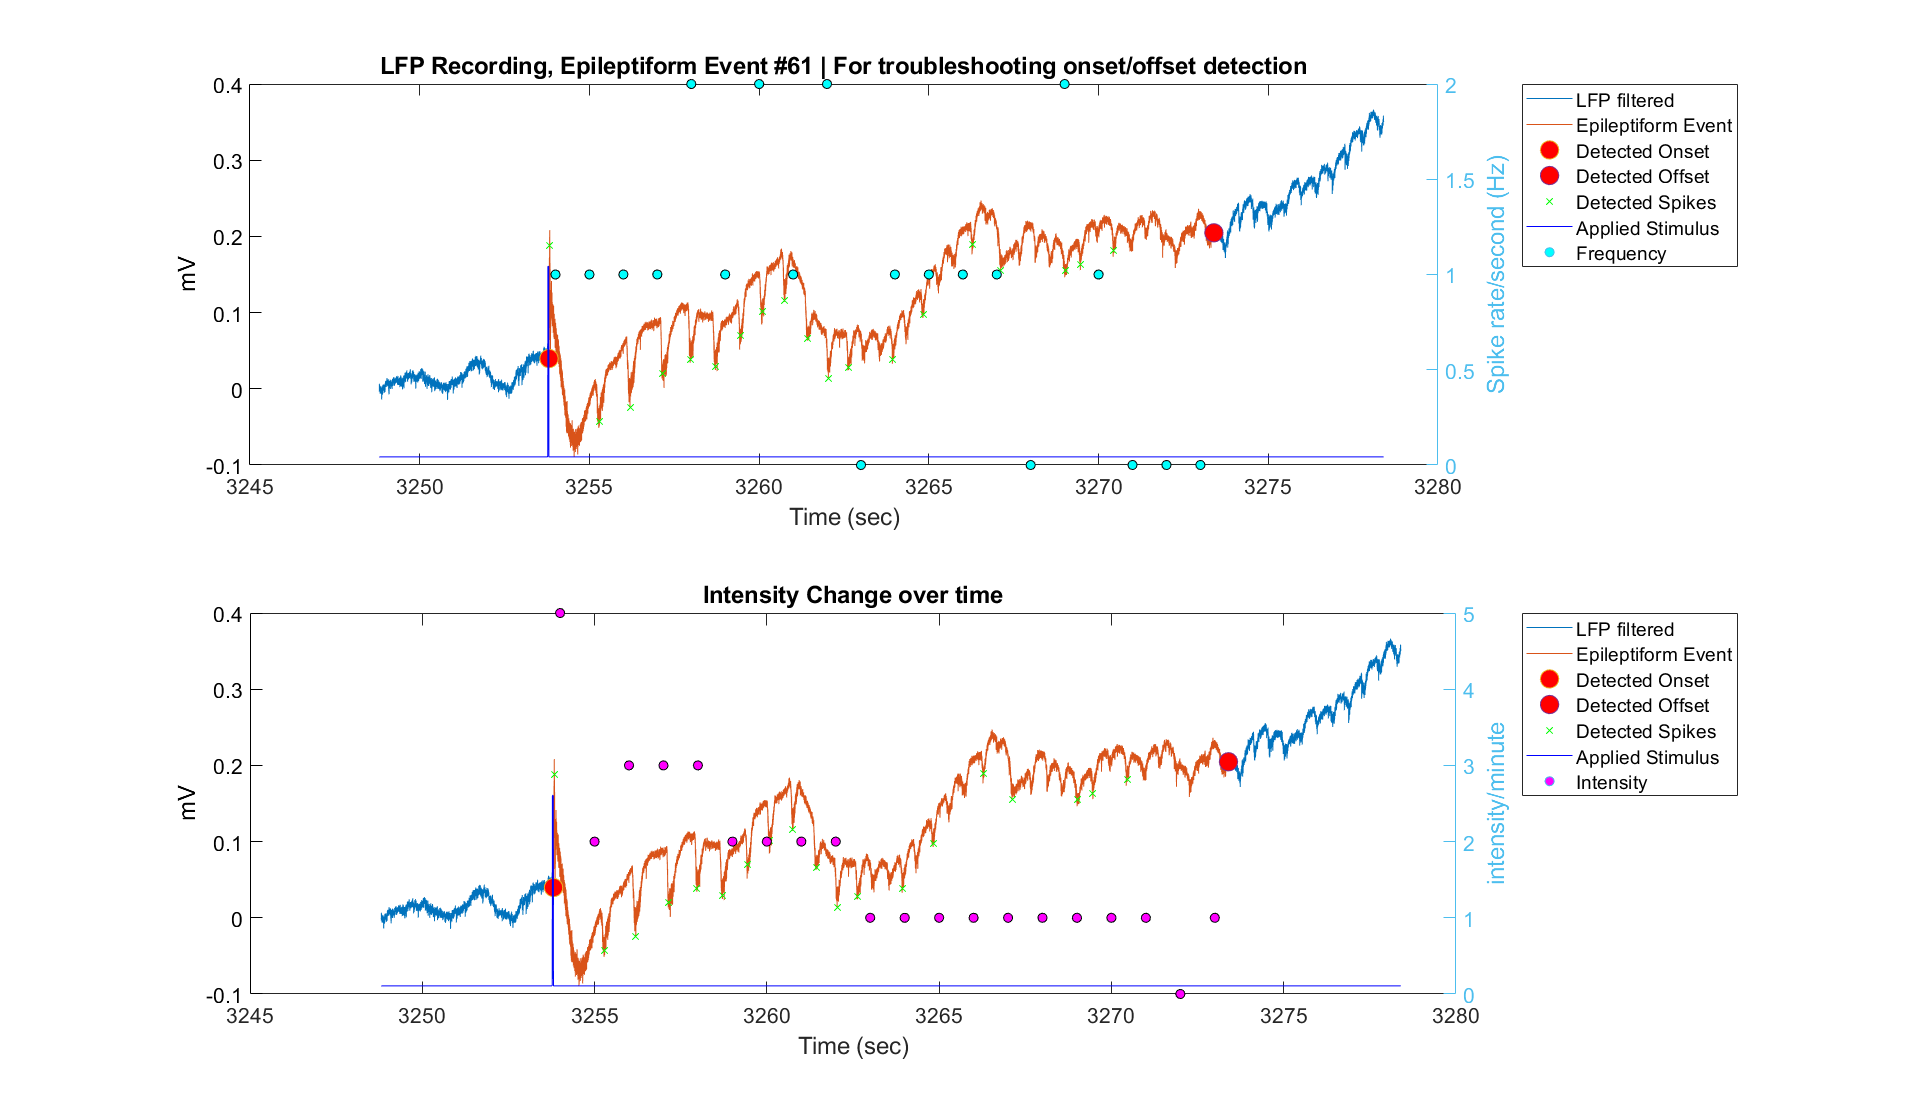 LFP Recording, Epileptiform Event #61 | For troubleshooting onset/offset detection
0.4
0.3
0.2
0.1
0
-0.1
mV
3245 3250 3255 3260 3265 3270 3275 3280
Time (sec)
2
1.5
1
0.5
0
Spike rate/second (Hz)
LFP filtered
Epileptiform Event
Detected Onset
Detected Offset
Detected Spikes
Applied Stimulus
Frequency
Intensity Change over time
0.4
0.3
0.2
0.1
0
-0.1
mV
3245 3250 3255 3260 3265 3270 3275 3280
Time (sec)
5
4
3
2
1
0
intensity/minute
LFP filtered
Epileptiform Event
Detected Onset
Detected Offset
Detected Spikes
Applied Stimulus
Intensity